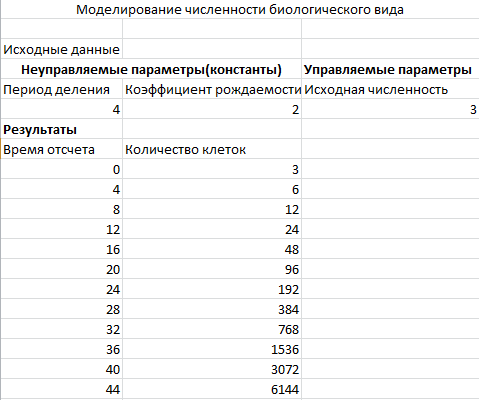 Моделирование численности биологического вида
Исходные данные
Неуправляемые параметры(константы) Управляемые параметры
Период деления Коэффициент рождаемости Исходная численность
4 2 3
Результаты
Время отсчета Количество клеток
0 3
4 6
8 12
12 24
16 48
20 96
24 192
28 384
32 768
36 1536
40 3072
44 6144